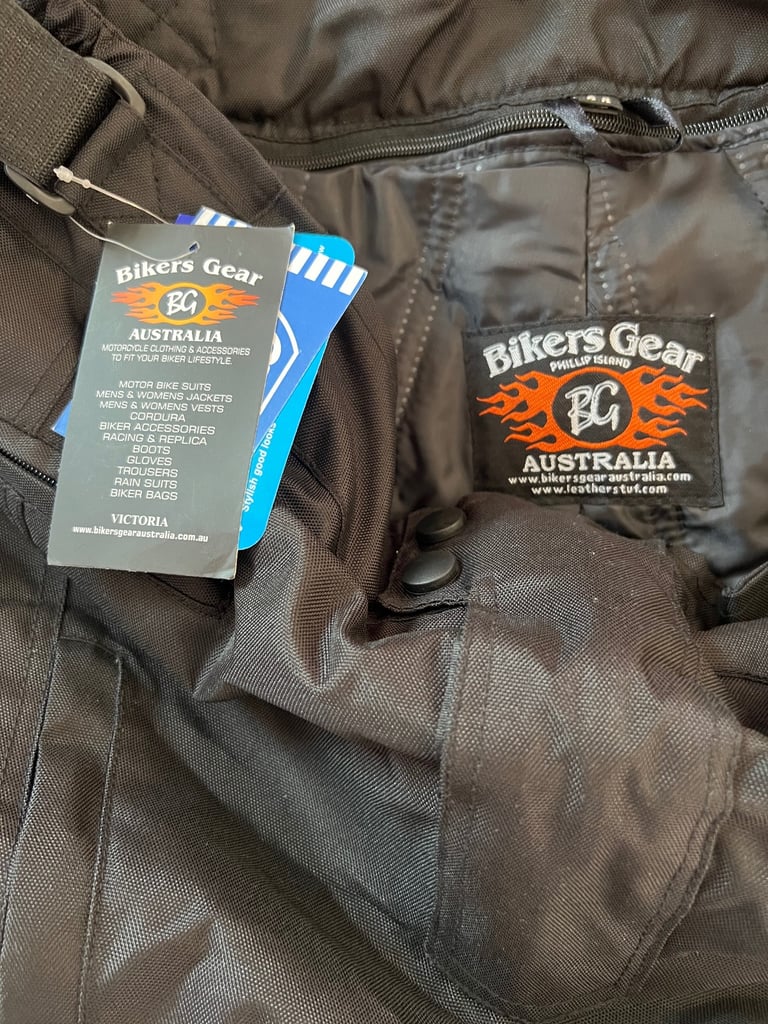 Bikers Gear
BG
AUSTRALIA
MOTORCYCLE CLOTHING & ACCESSORIES
TO FIT YOUR BIKER LIFESTYLE.
MOTOR BIKE SUITS
MENS & WOMENS JACKETS
MENS & WOMENS VESTS
CORDURA
BIKER ACCESSORIES
RACING & REPLICA
BOOTS
GLOVES
TROUSERS
RAIN SUITS
BIKER BAGS
VICTORIA
www.bikersgearaustralia.com.au
Stylish good looks
Bikers Gear
PHILLIP ISLAND
BG
AUSTRALIA
www.bikersgearaustralia.com
www.leatherstuf.com